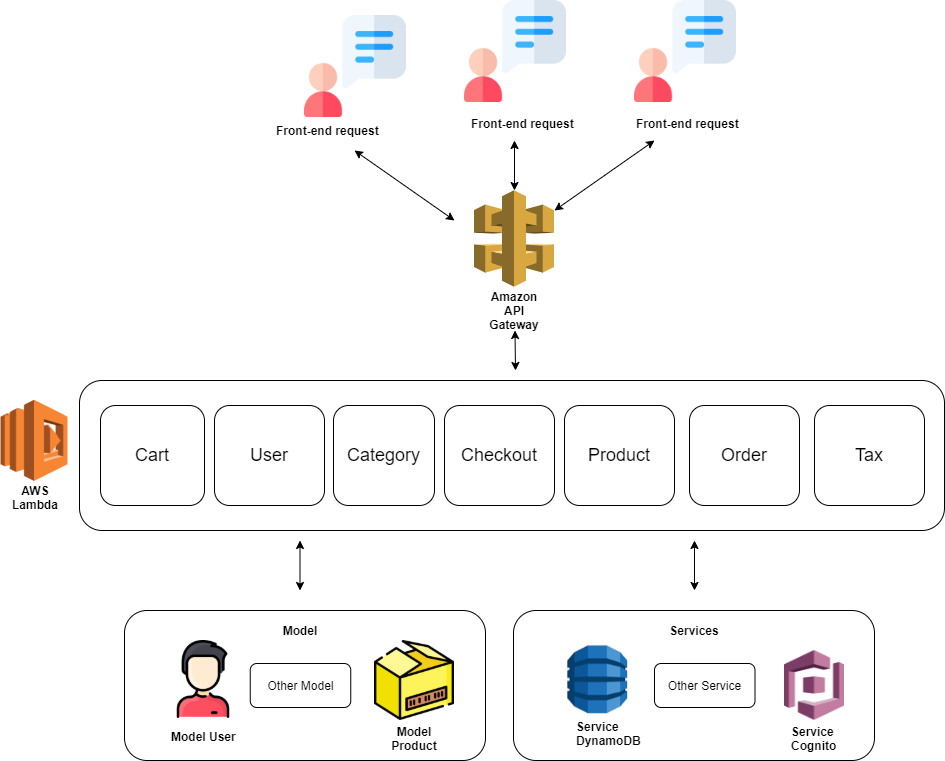 Front-end request
Front-end request
Front-end request
Amazon
API
Gateway
AWS
Lambda
Cart
User
Category
Checkout
Product
Order
Tax
Model
Other Model
Model User
Model
Product
Services
Other Service
Service
DynamoDB
Service
Cognito